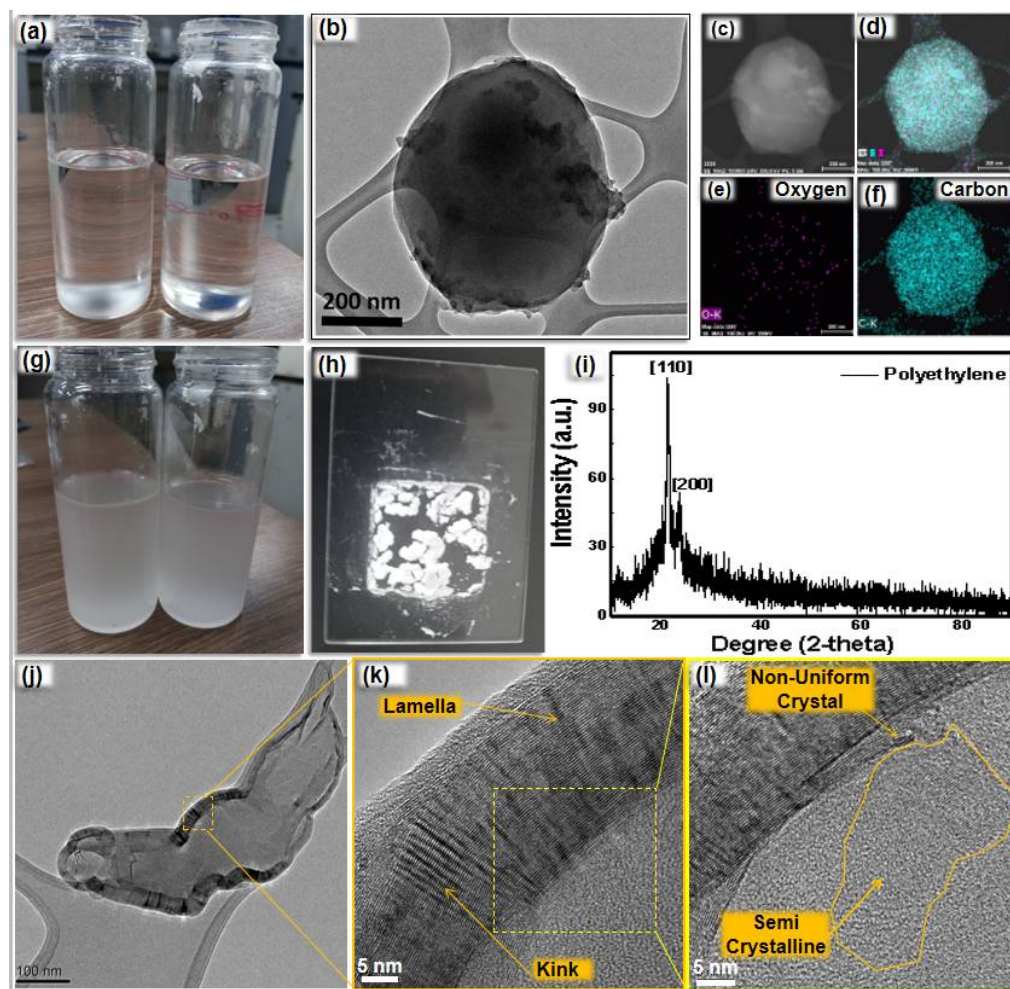 (a)
(b)
200 nm
(c)
(d)
(e)
Oxygen
O-K
(f)
Carbon
C-K
(g)
(h)
(i)
[110]
[200]
Polyethylene
90
60
30
0
Intensity (a.u.)
20
40
60
80
Degree (2-theta)
(j)
100 nm
(k)
Lamella
Kink
5 nm
(l)
Non-Uniform
Crystal
Semi
Crystalline
5 nm